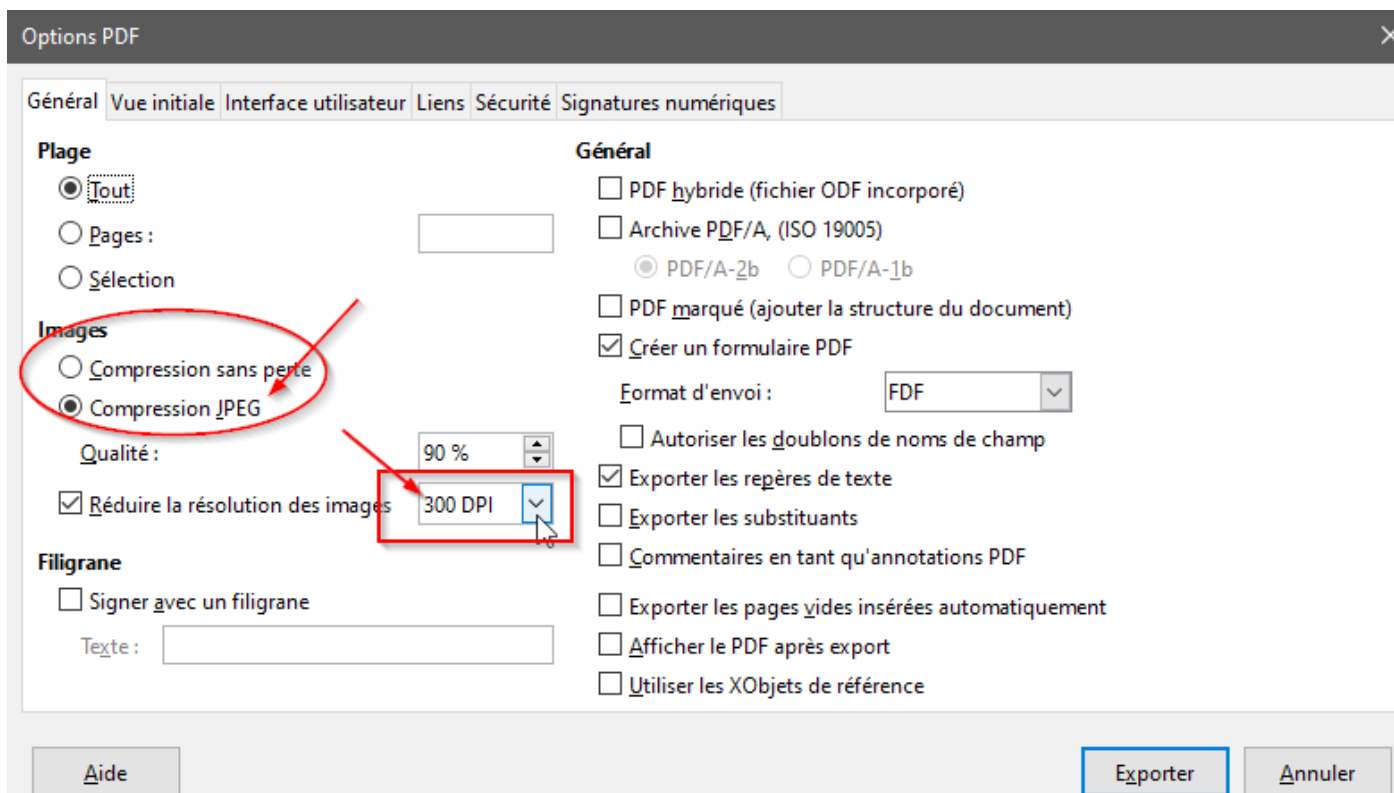 Options PDF
Général Vue initiale Interface utilisateur Liens Sécurité Signatures numériques
Plage
Tout
Pages :
Sélection
Images
Compression sans perte
Compression JPEG
Qualité : 90 %
Réduire la résolution des images 300 DPI
Filigrane
Signer avec un filigrane
Texte :
Général
PDF hybride (fichier ODF incorporé)
Archive PDF/A, (ISO 19005)
PDF/A-2b PDF/A-1b
PDF marqué (ajouter la structure du document)
Créer un formulaire PDF
Format d'envoi : FDF
Autoriser les doublons de noms de champ
Exporter les repères de texte
Exporter les substituants
Commentaires en tant qu'annotations PDF
Exporter les pages vides insérées automatiquement
Afficher le PDF après export
Utiliser les XObjets de référence
Aide Exporter Annuler